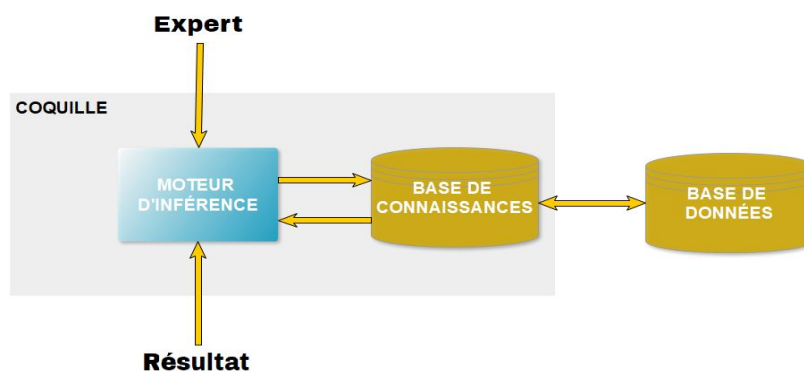 Expert
COQUILLE
MOTEUR
D'INFÉRENCE
BASE DE
CONNAISSANCES
BASE DE
DONNÉES
Résultat